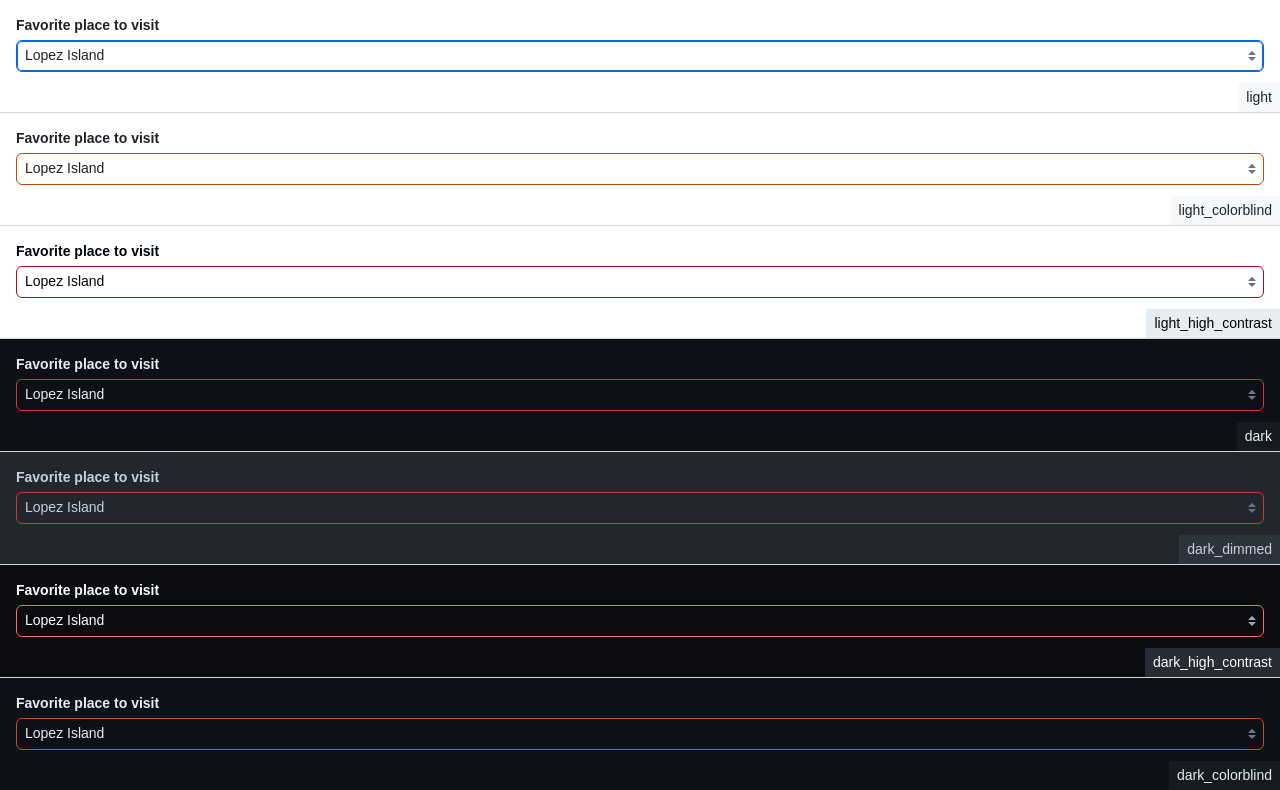 Favorite place to visit
Lopez Island
light
Favorite place to visit
Lopez Island
light_colorblind
Favorite place to visit
Lopez Island
light_high_contrast
Favorite place to visit
Lopez Island
dark
Favorite place to visit
Lopez Island
dark_dimmed
Favorite place to visit
Lopez Island
dark_high_contrast
Favorite place to visit
Lopez Island
dark_colorblind